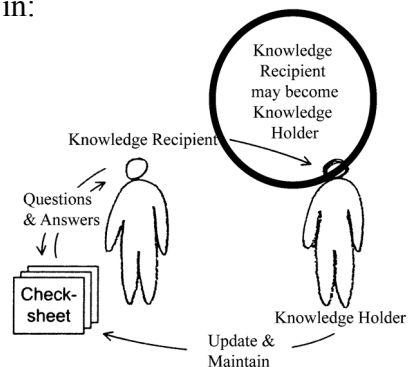 in:
Knowledge
Recipient
may become
Knowledge
Holder
Knowledge Recipient
Questions
& Answers
Check-
sheet
Knowledge Holder
Update &
Maintain